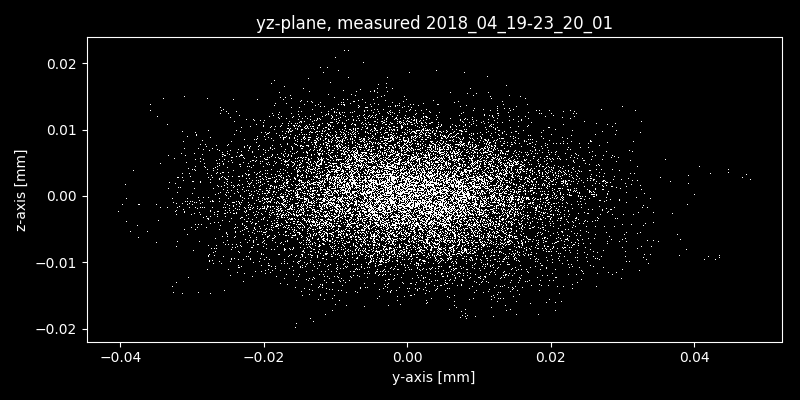 yz-plane, measured 2018_04_19-23_20_01
0.02
0.01
0.00
−0.01
−0.02
z-axis [mm]
−0.04 −0.02 0.00 0.02 0.04
y-axis [mm]